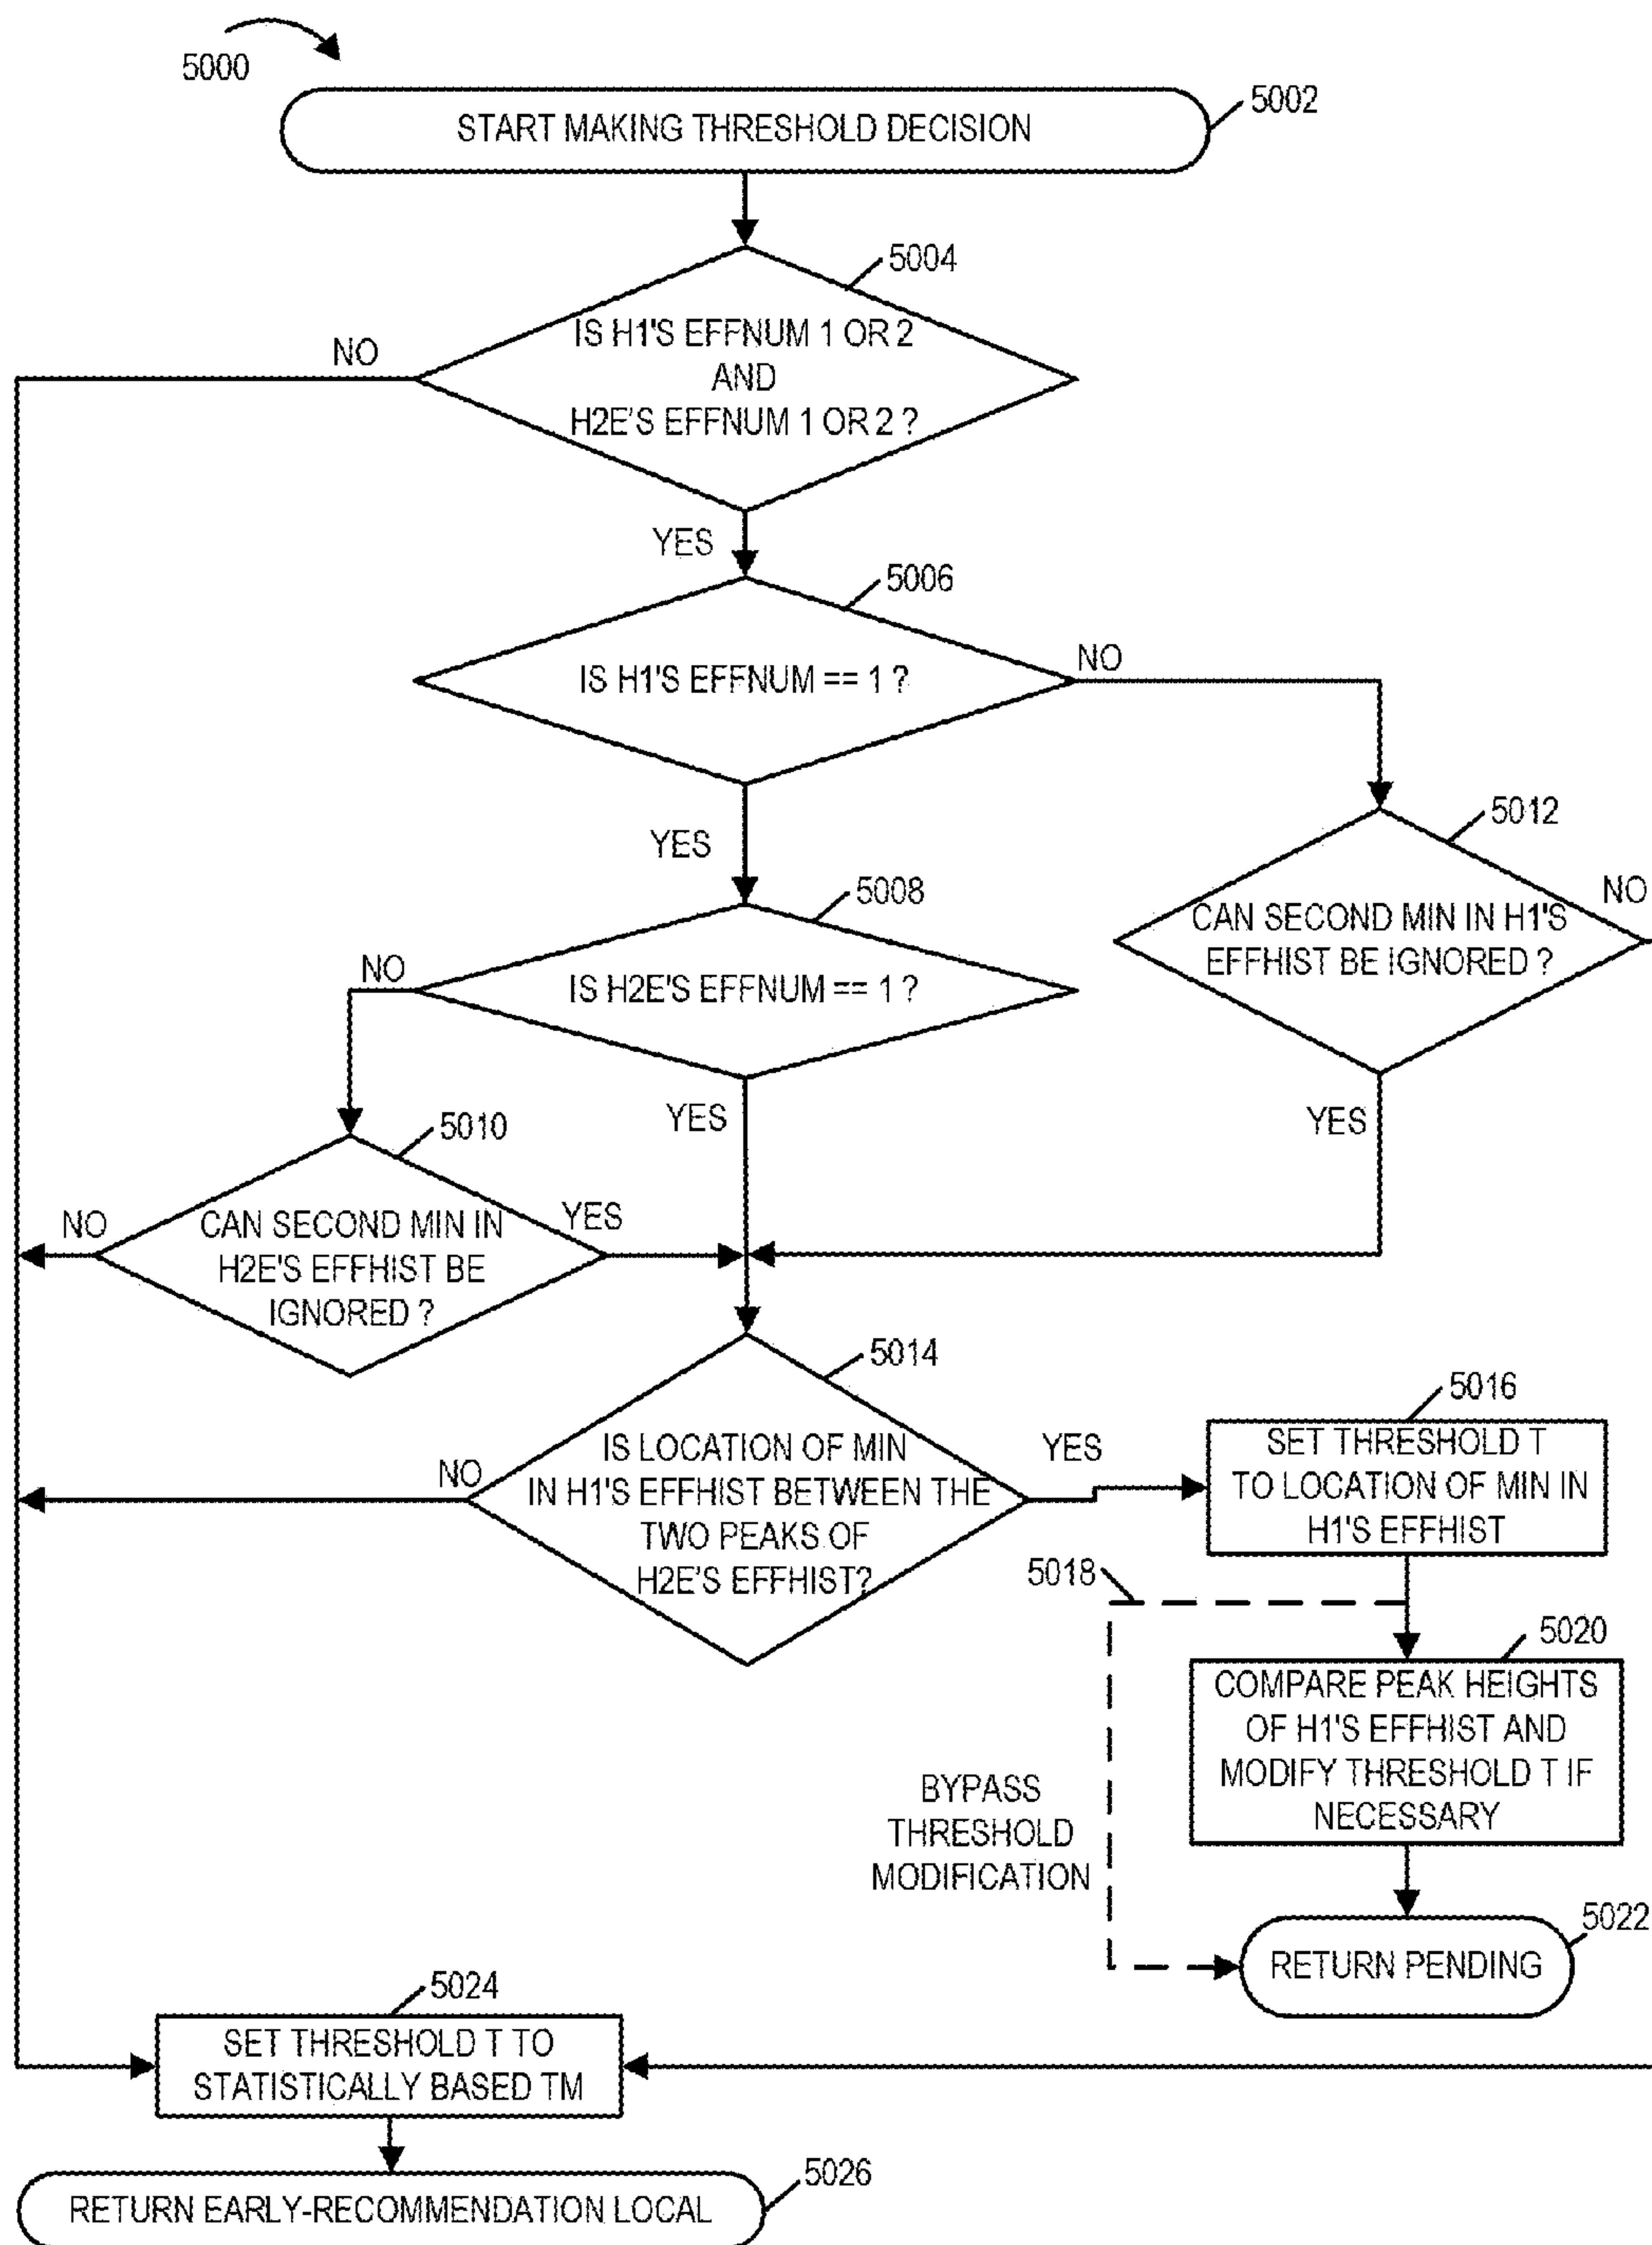 5000
5002
START MAKING THRESHOLD DECISION
5004
IS H1'S EFFNUM 1 OR 2
AND
H2E'S EFFNUM 1 OR 2 ?
NO
YES
5006
IS H1'S EFFNUM == 1 ?
NO
YES
5012
CAN SECOND MIN IN H1'S
EFFHIST BE IGNORED ?
NO
YES
5008
IS H2E'S EFFNUM == 1 ?
NO
YES
5010
CAN SECOND MIN IN
H2E'S EFFHIST BE
IGNORED ?
NO
YES
5014
IS LOCATION OF MIN
IN H1'S EFFHIST BETWEEN THE
TWO PEAKS OF
H2E'S EFFHIST?
NO
YES
5016
SET THRESHOLD T
TO LOCATION OF MIN IN
H1'S EFFHIST
5018
BYPASS
THRESHOLD
MODIFICATION
5020
COMPARE PEAK HEIGHTS
OF H1'S EFFHIST AND
MODIFY THRESHOLD T IF
NECESSARY
5022
RETURN PENDING
5024
SET THRESHOLD T TO
STATISTICALLY BASED TM
5026
RETURN EARLY-RECOMMENDATION LOCAL